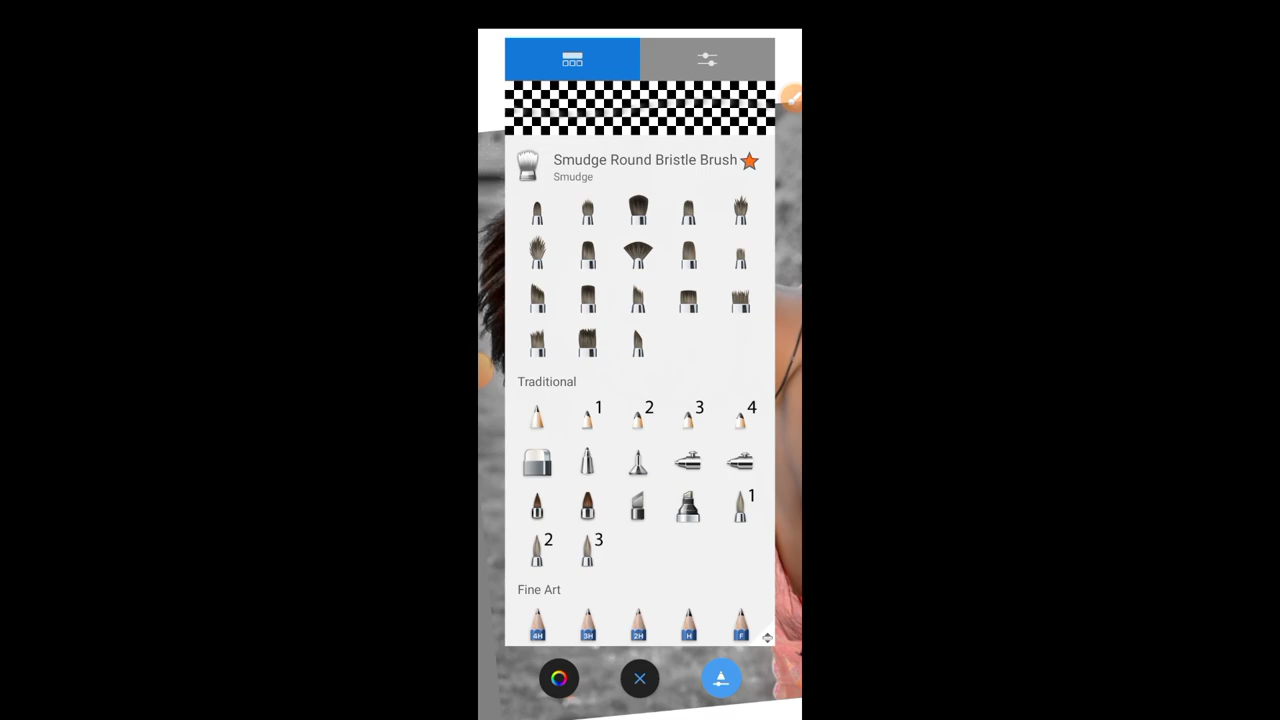 Smudge Round Bristle Brush
Smudge
Traditional
1 2 3 4
1
2 3
Fine Art
4H 3H 2H H F